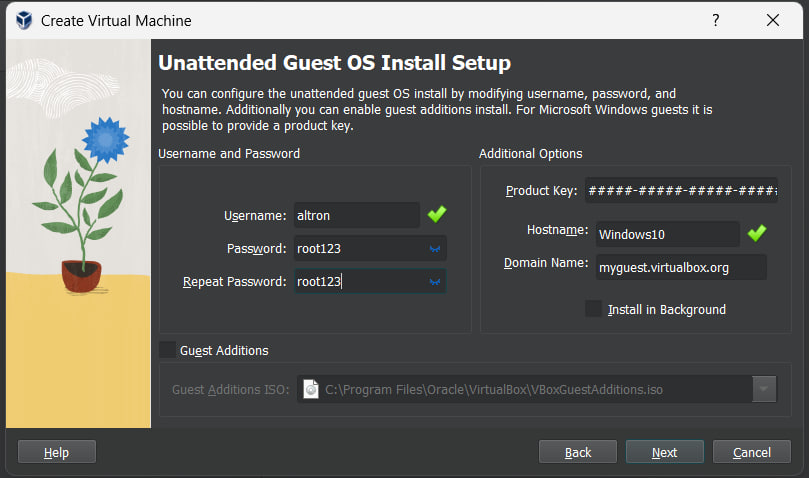 Create Virtual Machine
?
Unattended Guest OS Install Setup
You can configure the unattended guest OS install by modifying username, password, and
hostname. Additionally you can enable guest additions install. For Microsoft Windows guests it is
possible to provide a product key.
Username and Password
Additional Options
Username: altron
Password: root123
Repeat Password: root123
Product Key: #####-#####-#####-#####
Hostname: Windows10
Domain Name: myguest.virtualbox.org
Install in Background
Guest Additions
Guest Additions ISO: C:\Program Files\Oracle\VirtualBox\VBoxGuestAdditions.iso
Help
Back
Next
Cancel